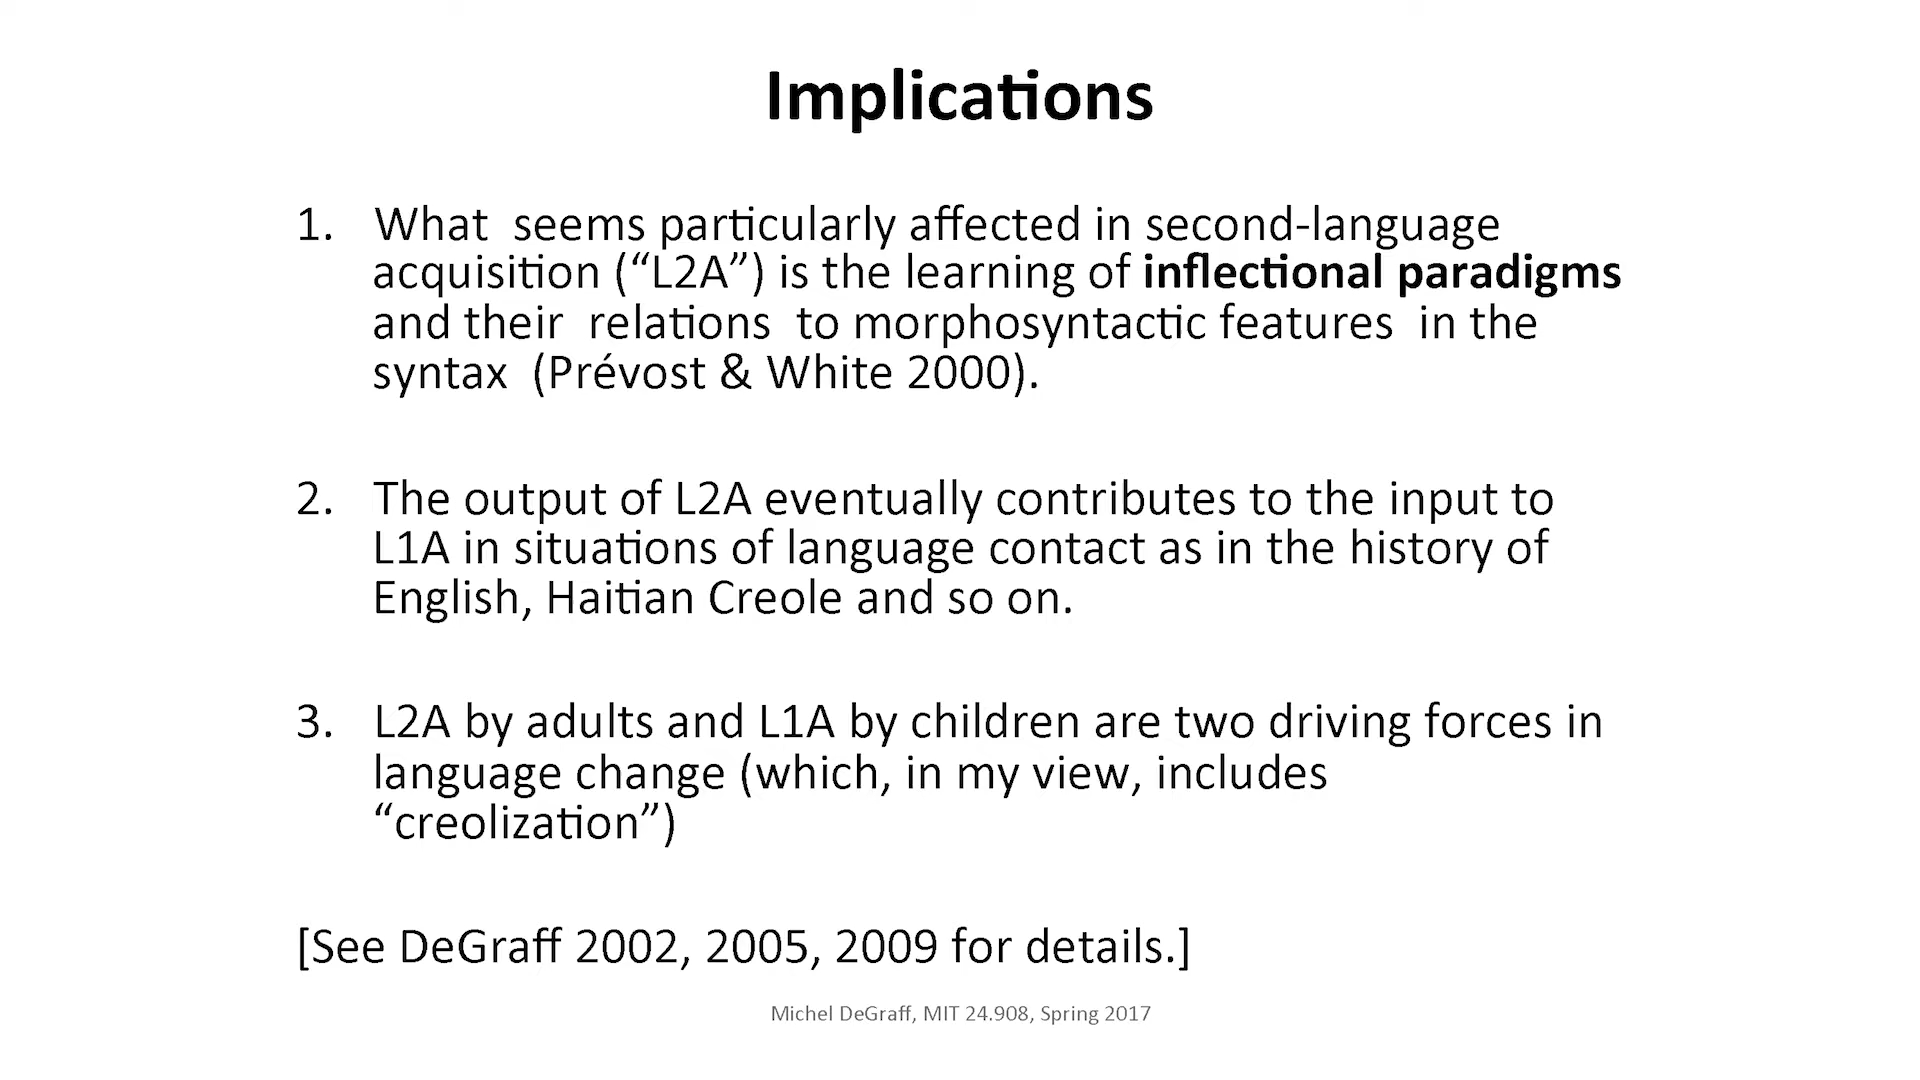 Implications
1. What seems particularly affected in second-language
acquisition (“L2A”) is the learning of inflectional paradigms
and their relations to morphosyntactic features in the
syntax (Prévost & White 2000).
2. The output of L2A eventually contributes to the input to
L1A in situations of language contact as in the history of
English, Haitian Creole and so on.
3. L2A by adults and L1A by children are two driving forces in
language change (which, in my view, includes
“creolization”)
[See DeGraff 2002, 2005, 2009 for details.]
Michel DeGraff, MIT 24.908, Spring 2017